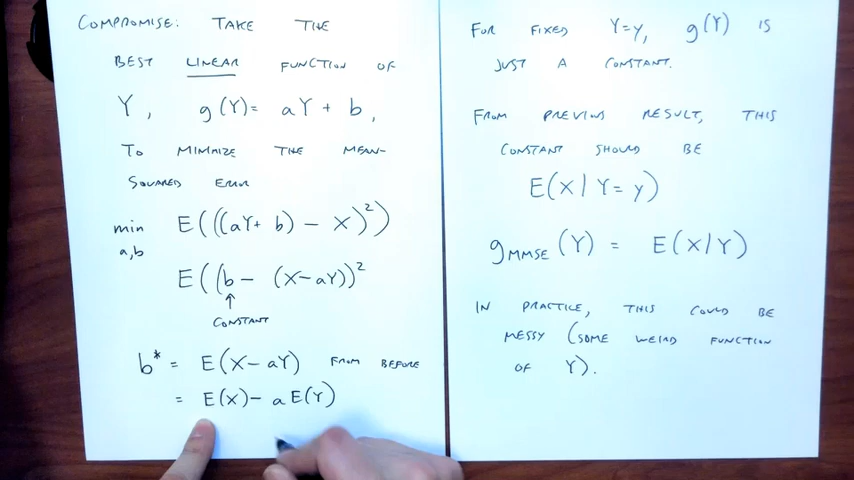 COMPROMISE: TAKE THE
BEST LINEAR FUNCTION OF
Y, g(Y) = aY + b,
TO MINIMIZE THE MEAN-
SQUARED ERROR
min E(((aY + b) - X)²)
a,b
E((b - (X-aY))²
↑
CONSTANT
b* = E(X-aY) FROM BEFORE
= E(X) - aE(Y)
FOR FIXED Y=y, g(Y) IS
JUST A CONSTANT.
FROM PREVIOUS RESULT, THIS
CONSTANT SHOULD BE
E(X|Y=y)
gMMSE(Y) = E(X|Y)
IN PRACTICE, THIS COULD BE
MESSY (SOME WEIRD FUNCTION
OF Y).